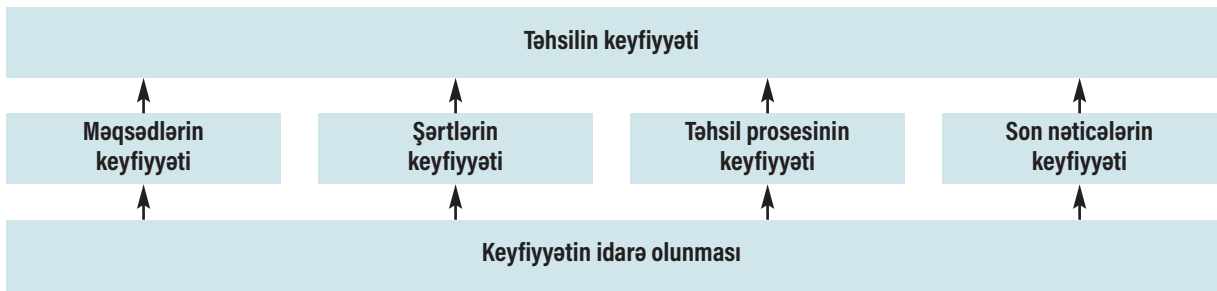 Təhsilin keyfiyyəti
Məqsədlərin
keyfiyyəti
Şərtlərin
keyfiyyəti
Təhsil prosesinin
keyfiyyəti
Son nəticələrin
keyfiyyəti
Keyfiyyətin idarə olunması